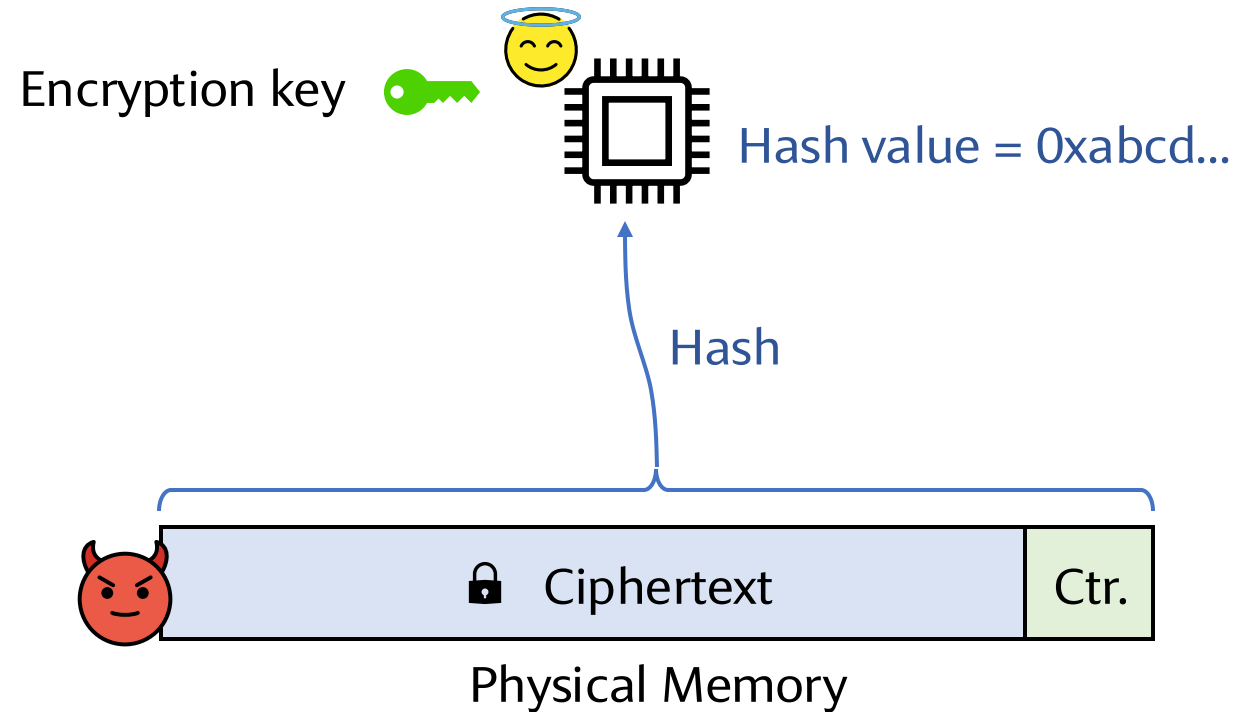 Encryption key
Hash value = 0xabcd...
Hash
Ciphertext
Ctr.
Physical Memory